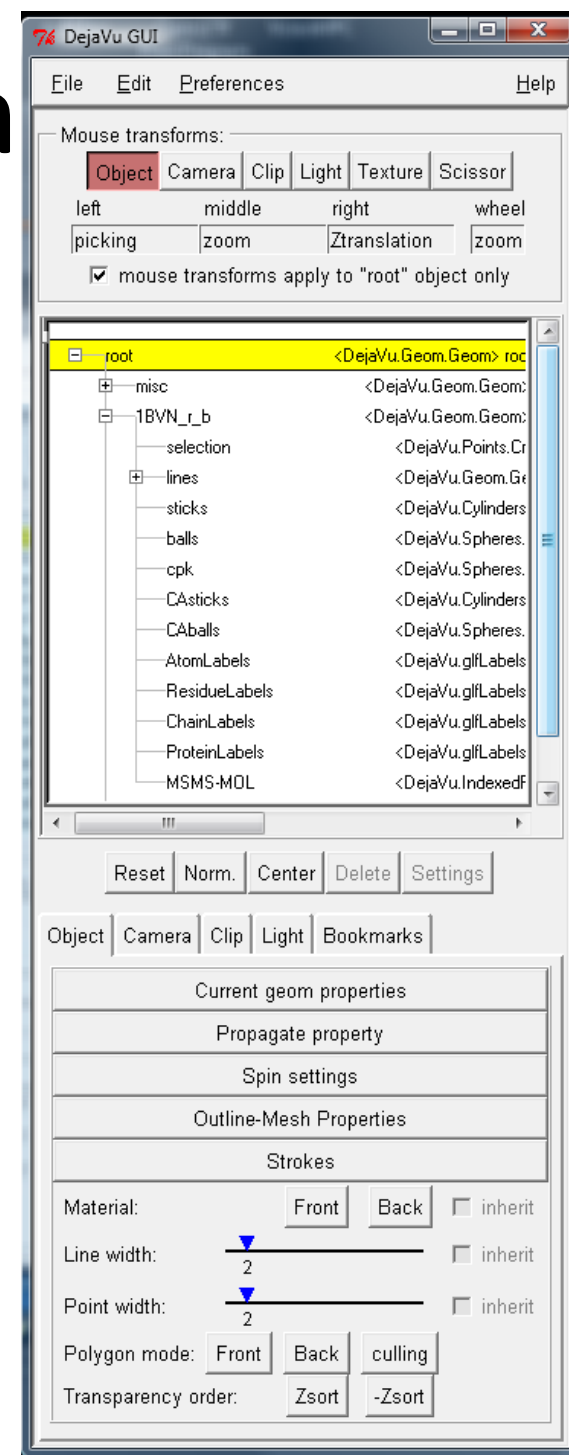 DejaVu GUI
File Edit Preferences Help
Mouse transforms:
Object Camera Clip Light Texture Scissor
left middle right wheel
picking zoom Ztranslation zoom
mouse transforms apply to "root" object only
root <DejaVu.Geom.Geom> roo
misc <DejaVu.Geom.Geom>
1BVN_r_b <DejaVu.Geom.Geom>
selection <DejaVu.Points.Cr
lines <DejaVu.Geom.Ge
sticks <DejaVu.Cylinders
balls <DejaVu.Spheres.
cpk <DejaVu.Spheres.
CAsticks <DejaVu.Cylinders
CAballs <DejaVu.Spheres.
AtomLabels <DejaVu.glfLabels
ResidueLabels <DejaVu.glfLabels
ChainLabels <DejaVu.glfLabels
ProteinLabels <DejaVu.glfLabels
MSMS-MOL <DejaVu.IndexedF
Reset Norm. Center Delete Settings
Object Camera Clip Light Bookmarks
Current geom properties
Propagate property
Spin settings
Outline-Mesh Properties
Strokes
Material: Front Back inherit
Line width: 2 inherit
Point width: 2 inherit
Polygon mode: Front Back culling
Transparency order: Zsort -Zsort